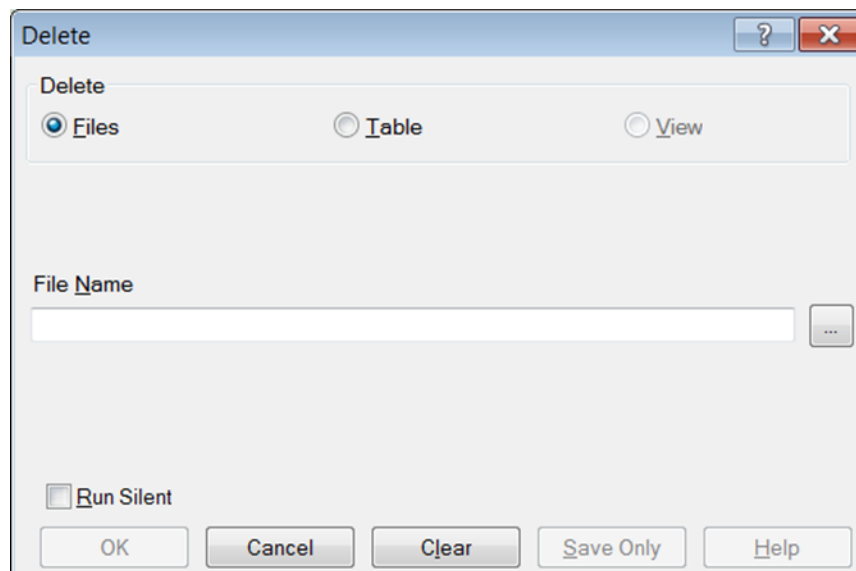 Delete
Delete
Files Table View
File Name
...
Run Silent
OK Cancel Clear Save Only Help